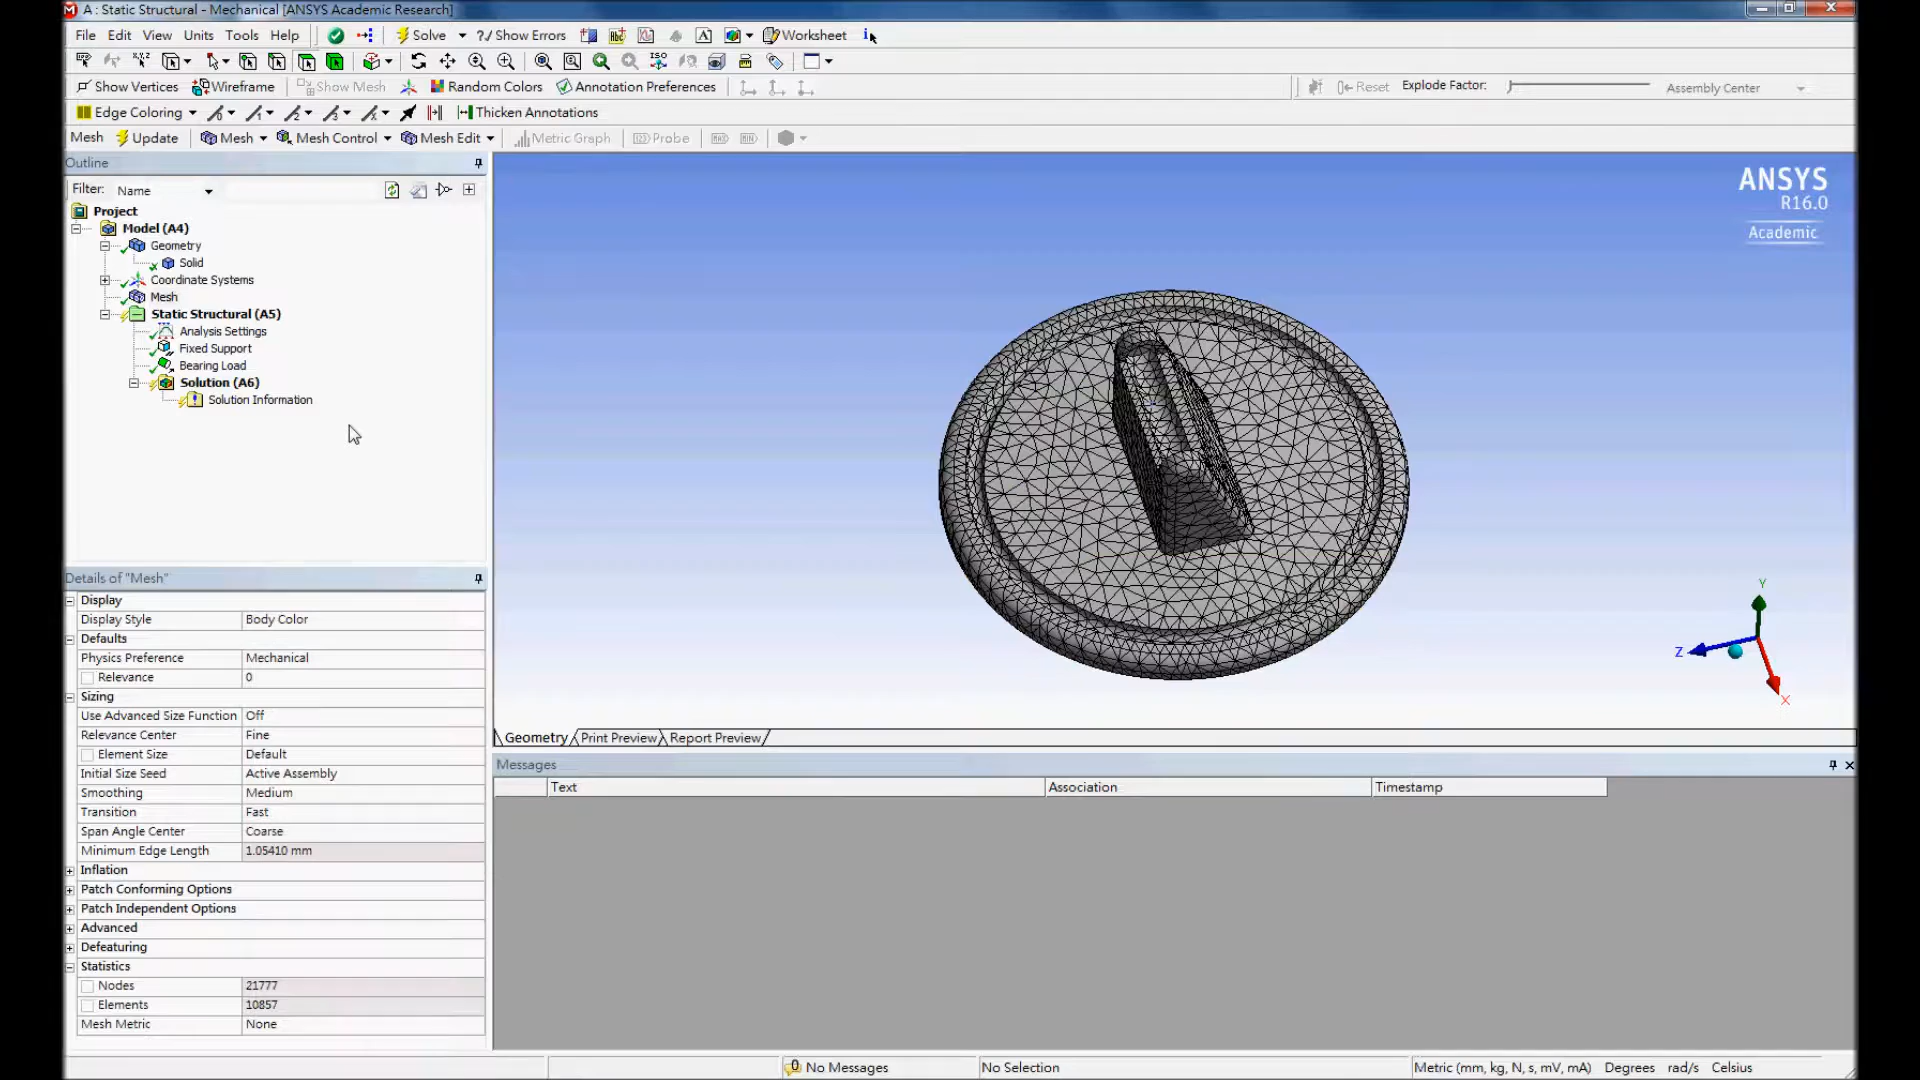 A : Static Structural - Mechanical [ANSYS Academic Research]
File Edit View Units Tools Help Solve ?/ Show Errors Worksheet
Show Vertices Wireframe Show Mesh Random Colors Annotation Preferences Reset Explode Factor: Assembly Center
Edge Coloring Thicken Annotations
Mesh Update Mesh Mesh Control Mesh Edit Metric Graph Probe
Outline
Filter: Name
Project
Model (A4)
Geometry
Solid
Coordinate Systems
Mesh
Static Structural (A5)
Analysis Settings
Fixed Support
Bearing Load
Solution (A6)
Solution Information
ANSYS
R16.0
Academic
Y
Z
X
Details of "Mesh"
Display
Display Style Body Color
Defaults
Physics Preference Mechanical
Relevance 0
Sizing
Use Advanced Size Function Off
Relevance Center Fine
Element Size Default
Initial Size Seed Active Assembly
Smoothing Medium
Transition Fast
Span Angle Center Coarse
Minimum Edge Length 1.05410 mm
Inflation
Patch Conforming Options
Patch Independent Options
Advanced
Defeaturing
Statistics
Nodes 21777
Elements 10857
Mesh Metric None
Geometry Print Preview Report Preview
Messages
Text Association Timestamp
No Messages No Selection Metric (mm, kg, N, s, mV, mA) Degrees rad/s Celsius